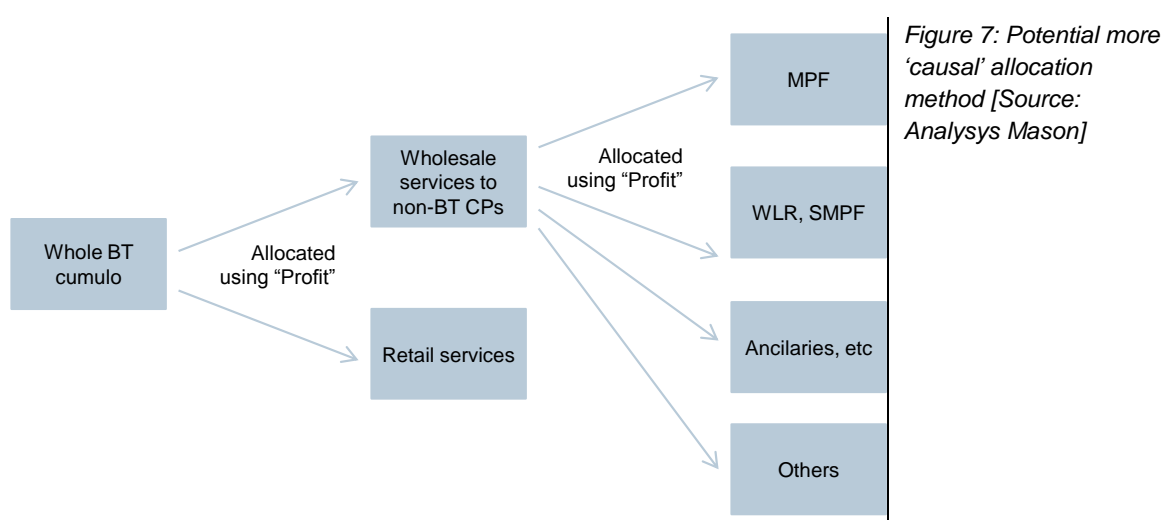 Whole BT
cumulo
Allocated
using “Profit”
Wholesale
services to
non-BT CPs
Retail services
Allocated
using “Profit”
MPF
WLR, SMPF
Ancilaries, etc
Others
Figure 7: Potential more
‘causal’ allocation
method [Source:
Analysys Mason]